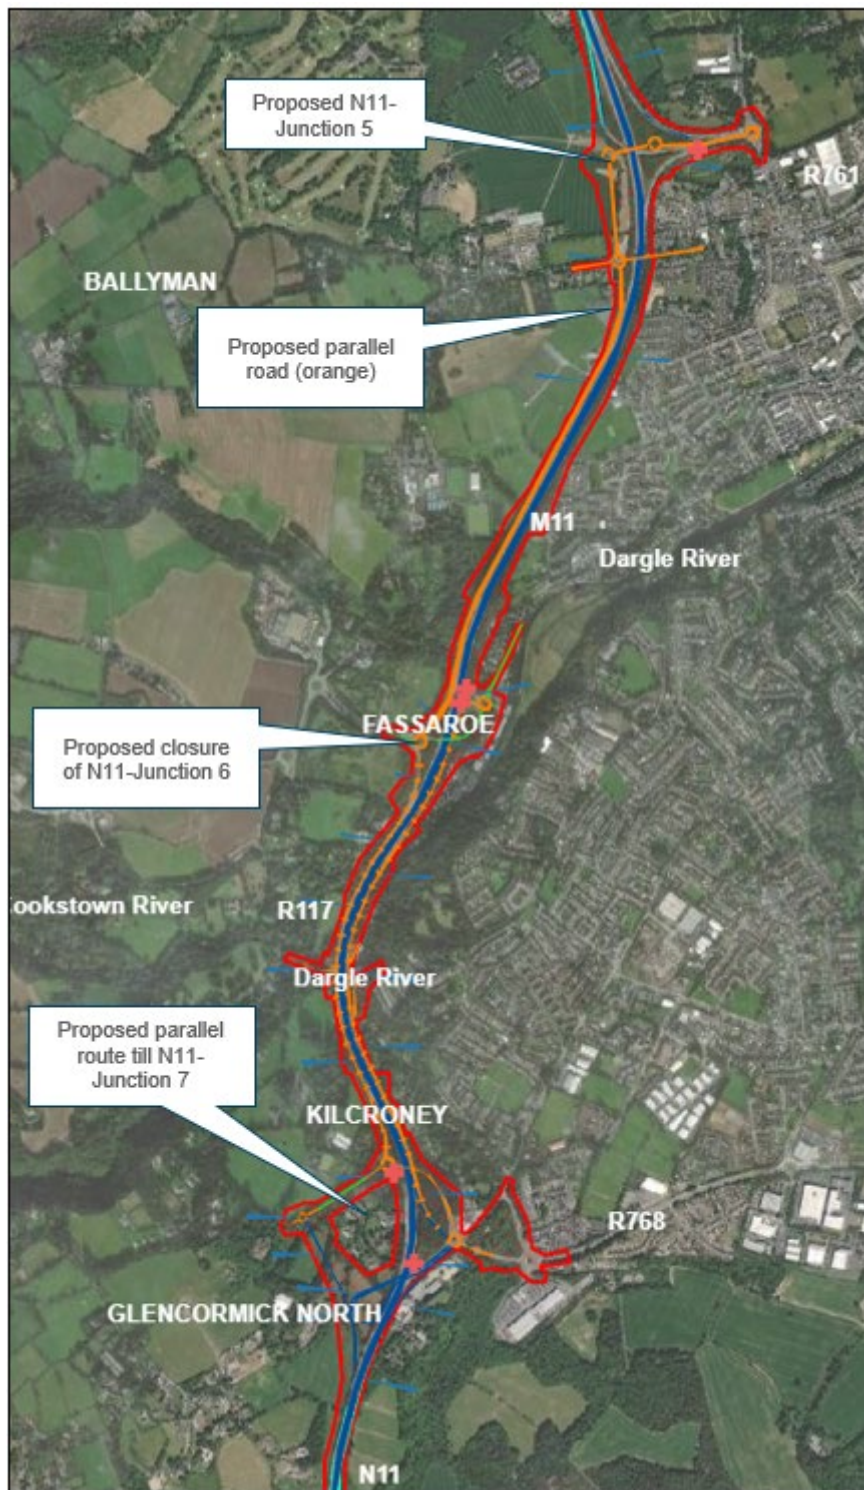 Proposed N11-
Junction 5
R761
BALLYMAN
Proposed parallel
road (orange)
M11
Dargle River
FASSAROE
Proposed closure
of N11-Junction 6
ookstown River
R117
Dargle River
Proposed parallel
route till N11-
Junction 7
KILCRONEY
R768
GLENCORMICK NORTH
N11